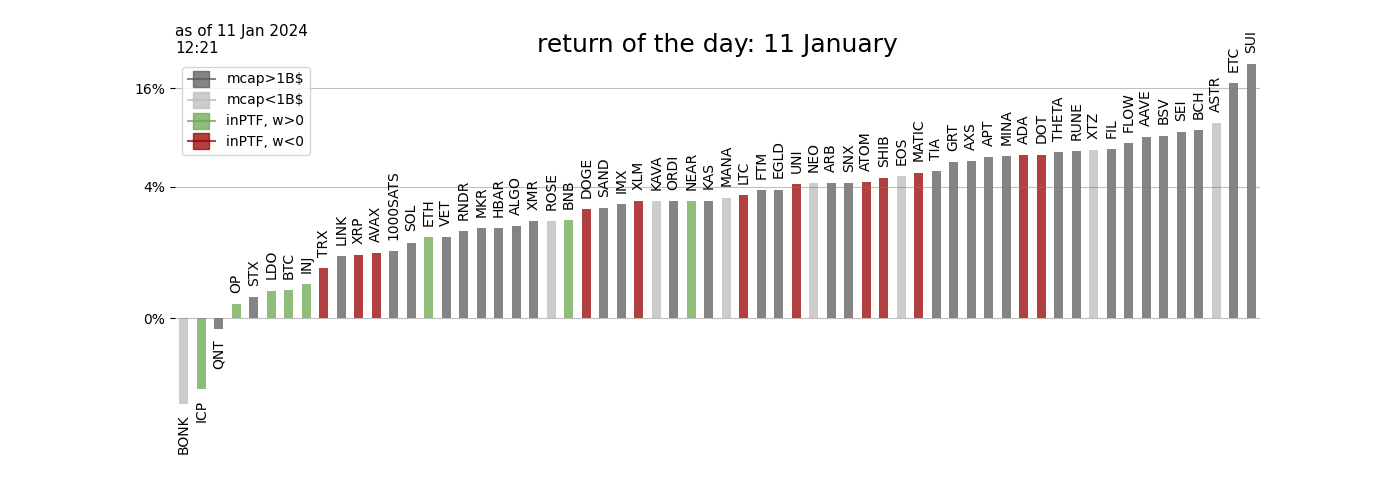 as of 11 Jan 2024
12:21
return of the day: 11 January
mcap>1B$
mcap<1B$
inPTF, w>0
inPTF, w<0
16%
4%
0%
BONK
ICP
QNT
OP
STX
LDO
BTC
INJ
TRX
LINK
XRP
AVAX
1000SATS
SOL
ETH
VET
RNDR
MKR
HBAR
ALGO
XMR
ROSE
BNB
DOGE
SAND
IMX
XLM
KAVA
ORDI
NEAR
KAS
MANA
LTC
FTM
EGLD
UNI
NEO
ARB
SNX
ATOM
SHIB
EOS
MATIC
TIA
GRT
AXS
APT
MINA
ADA
DOT
THETA
RUNE
XTZ
FIL
FLOW
AAVE
BSV
SEI
BCH
ASTR
ETC
SUI